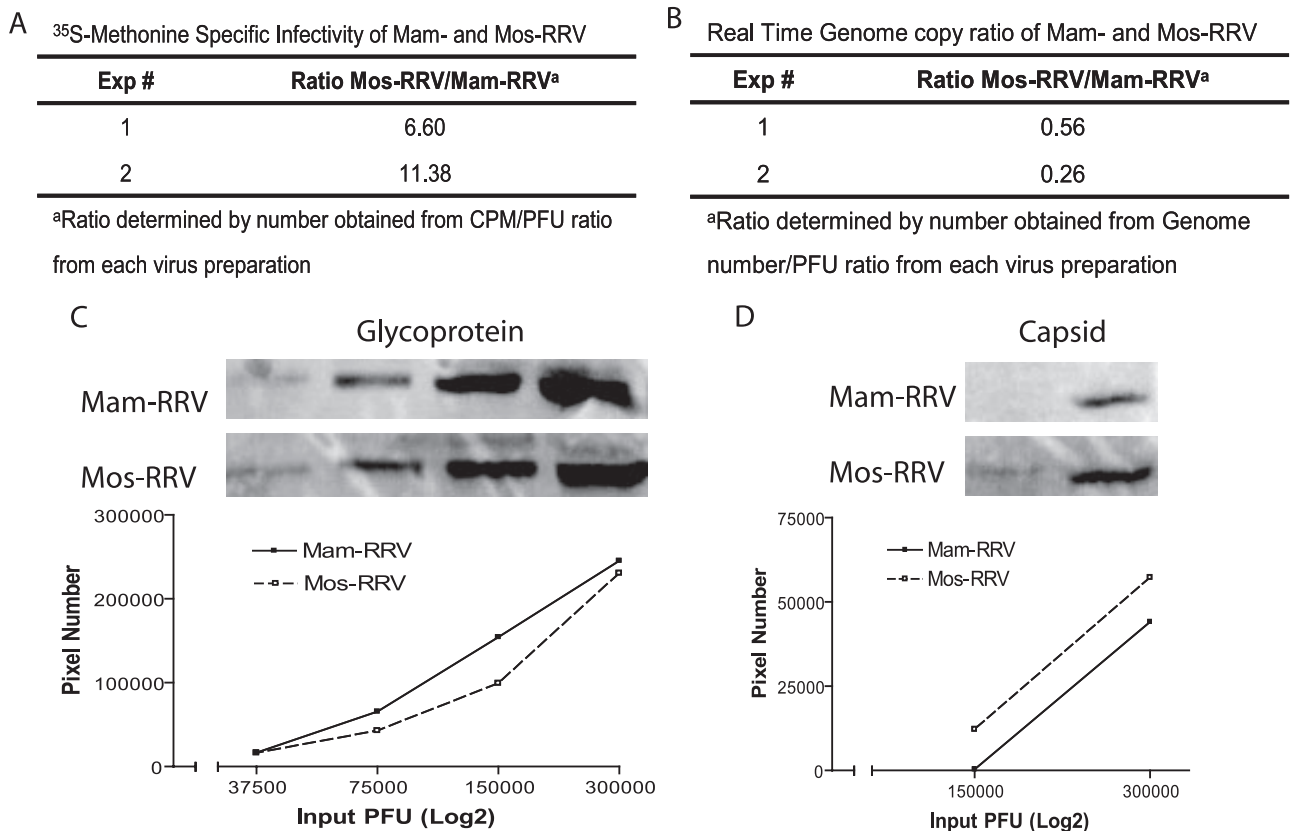 A
35S-Methonine Specific Infectivity of Mam- and Mos-RRV
Exp # Ratio Mos-RRV/Mam-RRVa
1 6.60
2 11.38
aRatio determined by number obtained from CPM/PFU ratio
from each virus preparation
B
Real Time Genome copy ratio of Mam- and Mos-RRV
Exp # Ratio Mos-RRV/Mam-RRVa
1 0.56
2 0.26
aRatio determined by number obtained from Genome
number/PFU ratio from each virus preparation
C
Glycoprotein
Mam-RRV
Mos-RRV
300000
200000
100000
0
Pixel Number
Mam-RRV
Mos-RRV
37500 75000 150000 300000
Input PFU (Log2)
D
Capsid
Mam-RRV
Mos-RRV
75000
50000
25000
0
Pixel Number
Mam-RRV
Mos-RRV
150000 300000
Input PFU (Log2)